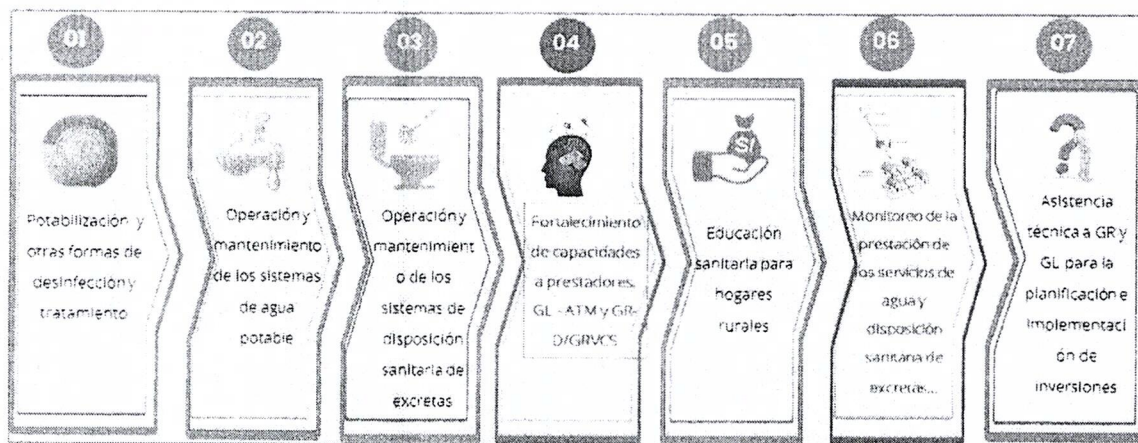 01
Potabilización y
otras formas de
desinfección y
tratamiento
02
Operación y
mantenimiento
de los sistemas
de agua
potable
03
Operación y
mantenimient
o de los
sistemas de
disposición
sanitaria de
excretas
04
Fortalecimiento
de capacidades
a prestadores,
GL - ATM y GR-
D/GRVCS
05
S/
Educación
sanitaria para
hogares
rurales
06
Monitoreo de la
prestación de
los servicios de
agua y
disposición
sanitaria de
excretas...
07
Asistencia
técnica a GR y
GL para la
planificación e
implementaci
ón de
inversiones